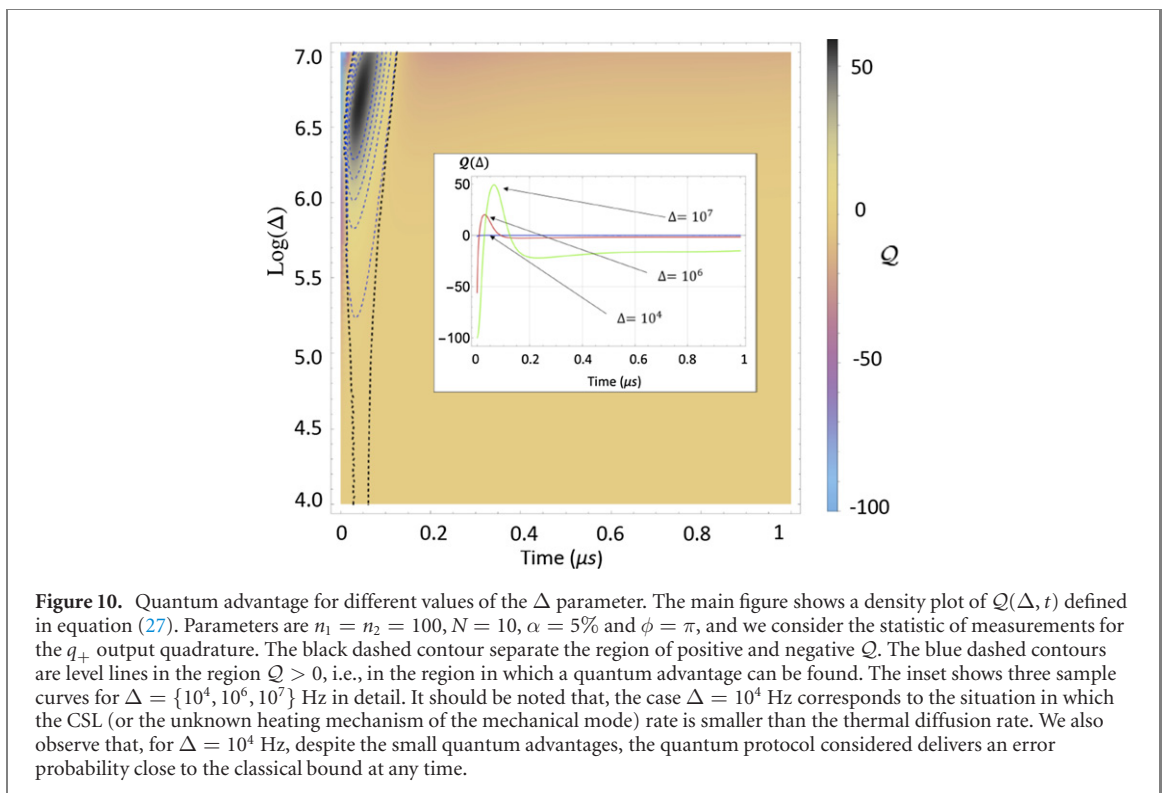 7.0
6.5
6.0
5.5
5.0
4.5
4.0
Log(Δ)
0
0.2
0.4
0.6
0.8
1
Time (μs)
50
0
-50
-100
𝒬
𝒬(Δ)
50
0
−50
−100
0
0.2
0.4
0.6
0.8
1
Time (μs)
Δ= 10⁷
Δ= 10⁶
Δ= 10⁴
Figure 10. Quantum advantage for different values of the Δ parameter. The main figure shows a density plot of 𝒬(Δ, t) defined
in equation (27). Parameters are n₁ = n₂ = 100, N = 10, α = 5% and ϕ = π, and we consider the statistic of measurements for
the q₊ output quadrature. The black dashed contour separate the region of positive and negative 𝒬. The blue dashed contours
are level lines in the region 𝒬 > 0, i.e., in the region in which a quantum advantage can be found. The inset shows three sample
curves for Δ = {10⁴, 10⁶, 10⁷} Hz in detail. It should be noted that, the case Δ = 10⁴ Hz corresponds to the situation in which
the CSL (or the unknown heating mechanism of the mechanical mode) rate is smaller than the thermal diffusion rate. We also
observe that, for Δ = 10⁴ Hz, despite the small quantum advantages, the quantum protocol considered delivers an error
probability close to the classical bound at any time.